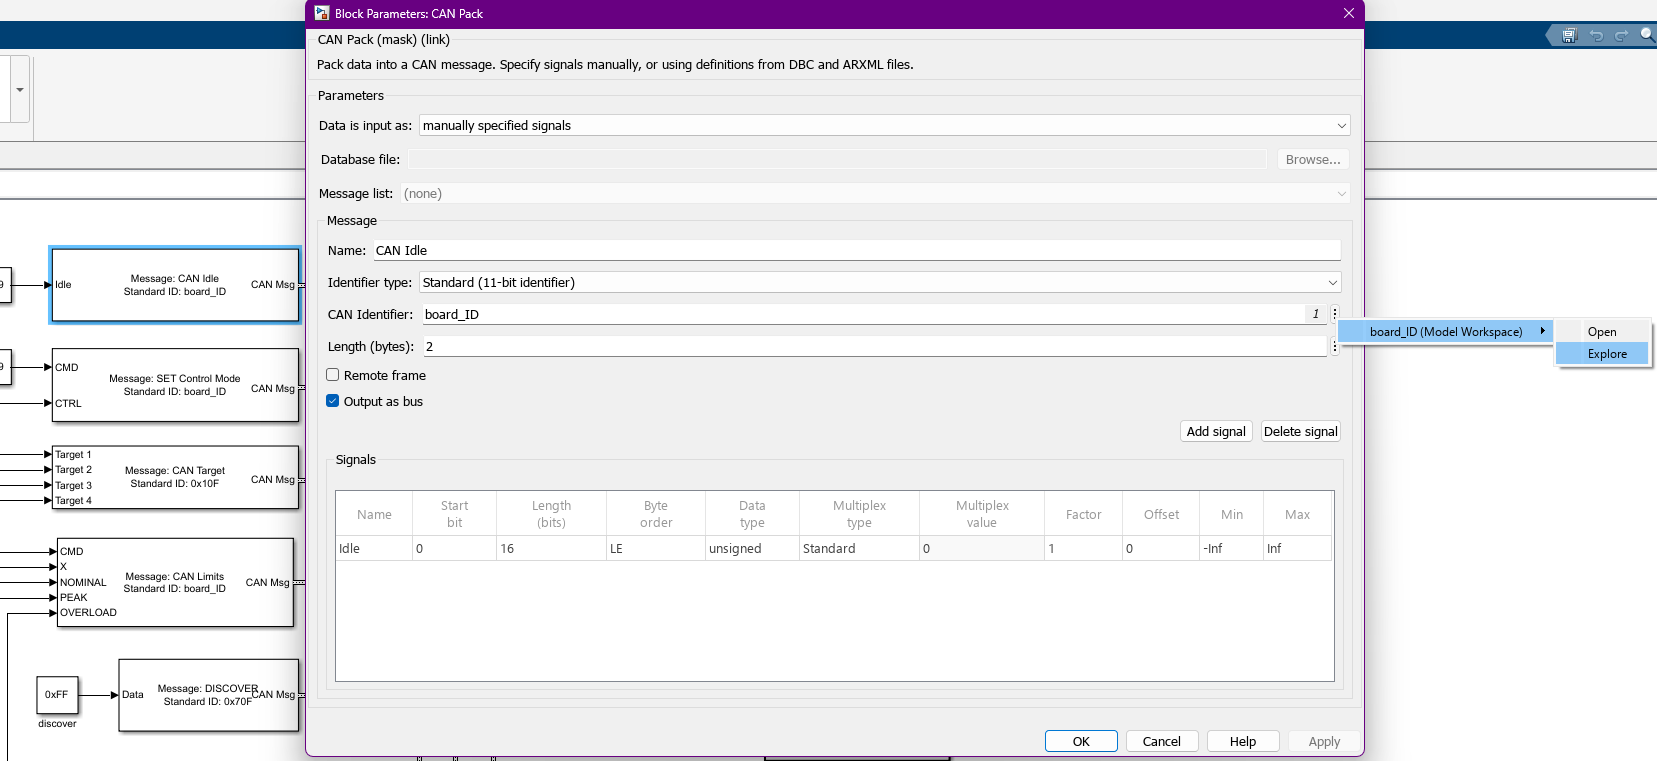 Block Parameters: CAN Pack
CAN Pack (mask) (link)
Pack data into a CAN message. Specify signals manually, or using definitions from DBC and ARXML files.
Parameters
Data is input as: manually specified signals
Database file: Browse...
Message list: (none)
Message
Name: CAN Idle
Identifier type: Standard (11-bit identifier)
CAN Identifier: board_ID 1
Length (bytes): 2
Remote frame
Output as bus
Add signal Delete signal
Signals
Name Start bit Length (bits) Byte order Data type Multiplex type Multiplex value Factor Offset Min Max
Idle 0 16 LE unsigned Standard 0 1 0 -Inf Inf
OK Cancel Help Apply
board_ID (Model Workspace)
Open
Explore
9
Idle
Message: CAN Idle
Standard ID: board_ID
CAN Msg
9
CMD
CTRL
Message: SET Control Mode
Standard ID: board_ID
CAN Msg
Target 1
Target 2
Target 3
Target 4
Message: CAN Target
Standard ID: 0x10F
CAN Msg
CMD
X
NOMINAL
PEAK
OVERLOAD
Message: CAN Limits
Standard ID: board_ID
CAN Msg
0xFF
discover
Data
Message: DISCOVER
Standard ID: 0x70F
CAN Msg